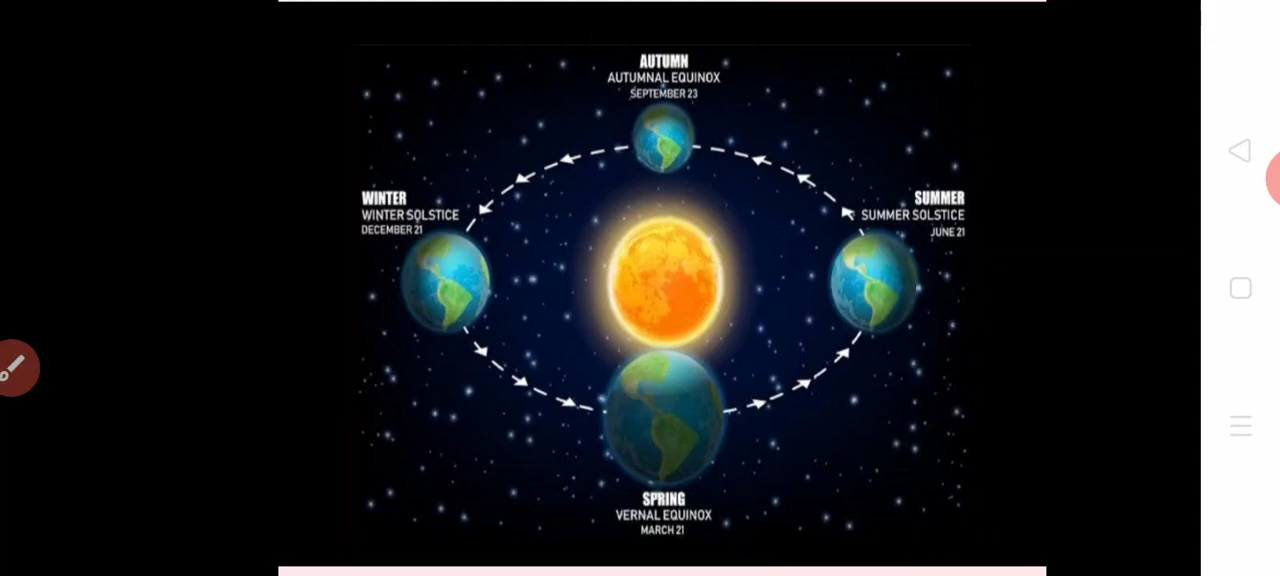 AUTUMN
AUTUMNAL EQUINOX
SEPTEMBER 23
WINTER
WINTER SOLSTICE
DECEMBER 21
SUMMER
SUMMER SOLSTICE
JUNE 21
SPRING
VERNAL EQUINOX
MARCH 21